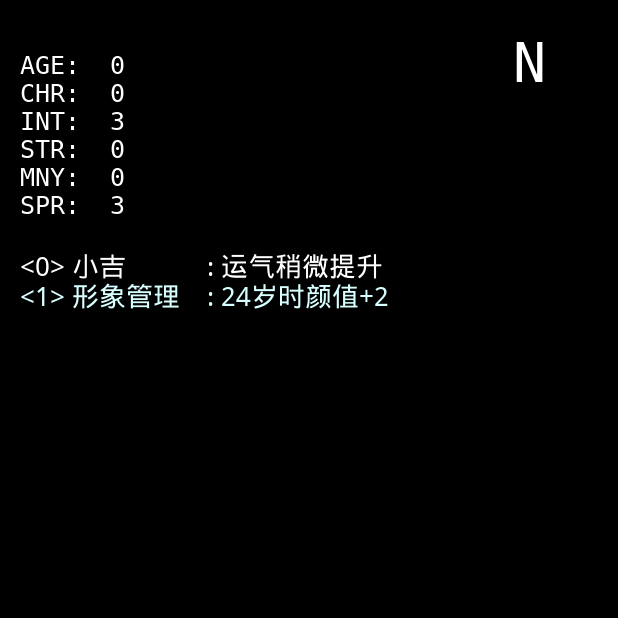 N
AGE: 0
CHR: 0
INT: 3
STR: 0
MNY: 0
SPR: 3
<0> 小吉 :运气稍微提升
<1> 形象管理 :24岁时颜值+2